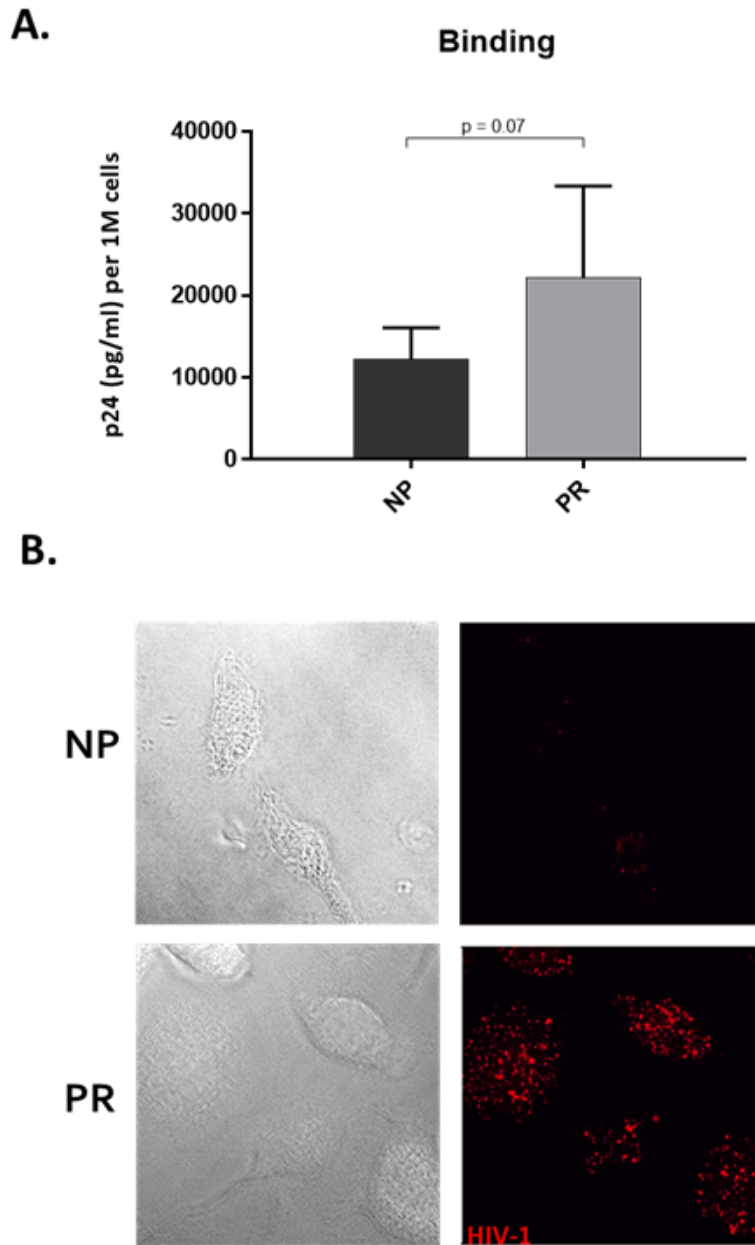 A.
Binding
p24 (pg/ml) per 1M cells
40000
30000
20000
10000
0
p = 0.07
NP
PR
B.
NP
PR
HIV-1